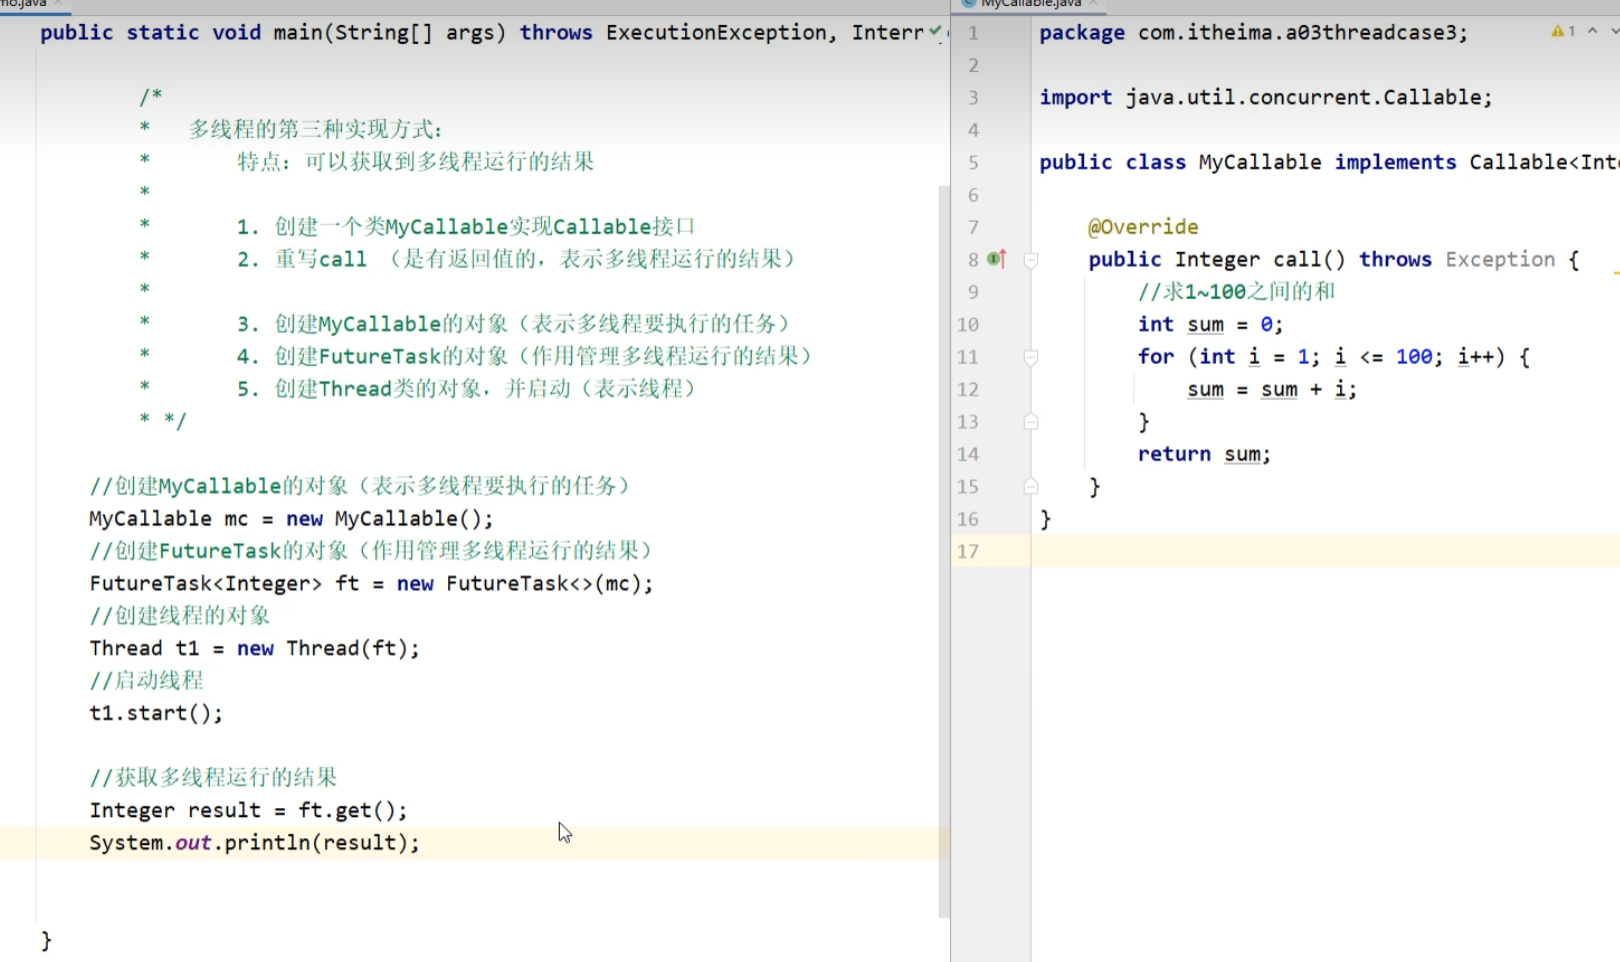 public static void main(String[] args) throws ExecutionException, Interr
/*
* 多线程的第三种实现方式：
* 特点：可以获取到多线程运行的结果
*
* 1. 创建一个类MyCallable实现Callable接口
* 2. 重写call （是有返回值的，表示多线程运行的结果）
*
* 3. 创建MyCallable的对象（表示多线程要执行的任务）
* 4. 创建FutureTask的对象（作用管理多线程运行的结果）
* 5. 创建Thread类的对象，并启动（表示线程）
* */
//创建MyCallable的对象（表示多线程要执行的任务）
MyCallable mc = new MyCallable();
//创建FutureTask的对象（作用管理多线程运行的结果）
FutureTask<Integer> ft = new FutureTask<>(mc);
//创建线程的对象
Thread t1 = new Thread(ft);
//启动线程
t1.start();
//获取多线程运行的结果
Integer result = ft.get();
System.out.println(result);
}
MyCallable.java
1 package com.itheima.a03threadcase3; 1
2
3 import java.util.concurrent.Callable;
4
5 public class MyCallable implements Callable<Inte
6
7 @Override
8 public Integer call() throws Exception {
9 //求1~100之间的和
10 int sum = 0;
11 for (int i = 1; i <= 100; i++) {
12 sum = sum + i;
13 }
14 return sum;
15 }
16 }
17